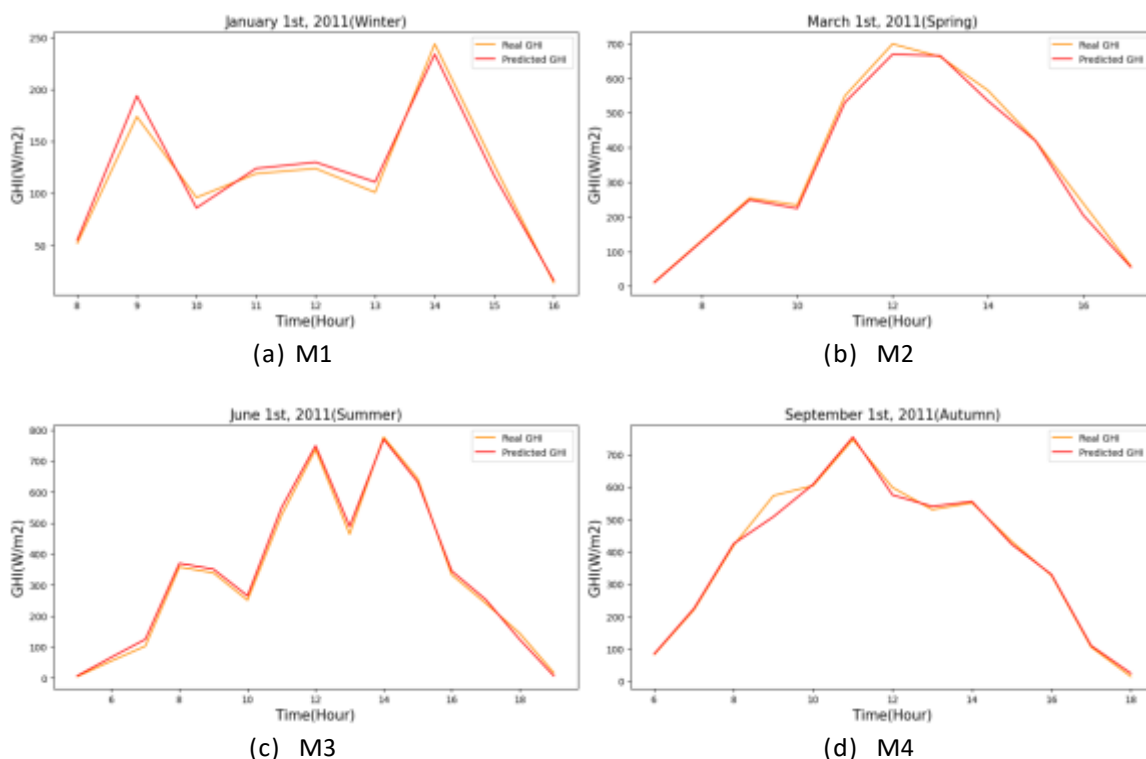 January 1st, 2011(Winter)
250
200
150
100
50
GHI(W/m2)
Real GHI
Predicted GHI
8 9 10 11 12 13 14 15 16
Time(Hour)
(a) M1
March 1st, 2011(Spring)
700
600
500
400
300
200
100
0
GHI(W/m2)
Real GHI
Predicted GHI
8 10 12 14 16
Time(Hour)
(b) M2
June 1st, 2011(Summer)
800
700
600
500
400
300
200
100
0
GHI(W/m2)
Real GHI
Predicted GHI
6 8 10 12 14 16 18
Time(Hour)
(c) M3
September 1st, 2011(Autumn)
700
600
500
400
300
200
100
0
GHI(W/m2)
Real GHI
Predicted GHI
6 8 10 12 14 16 18
Time(Hour)
(d) M4